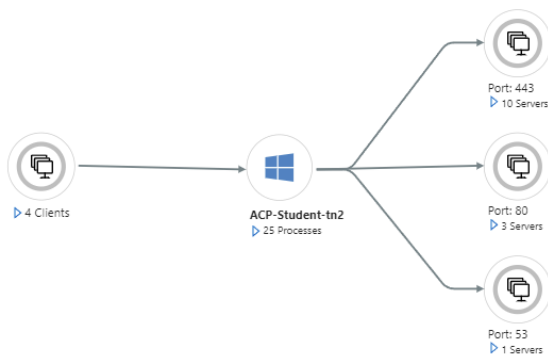 Port: 443
10 Servers
4 Clients
ACP-Student-tn2
25 Processes
Port: 80
3 Servers
Port: 53
1 Servers